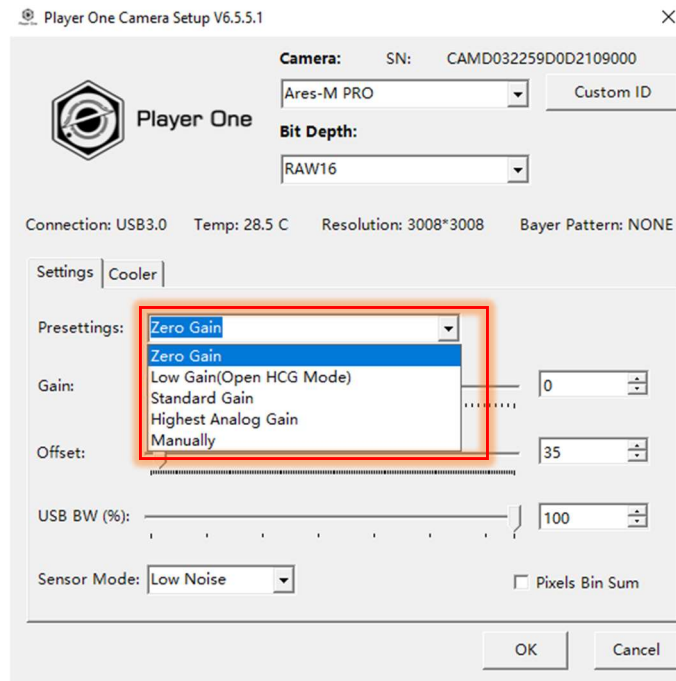 Player One Camera Setup V6.5.5.1
Camera: SN: CAMD032259D0D2109000
Ares-M PRO Custom ID
Player One
Bit Depth:
RAW16
Connection: USB3.0 Temp: 28.5 C Resolution: 3008*3008 Bayer Pattern: NONE
Settings Cooler
Presettings: Zero Gain
Zero Gain
Low Gain(Open HCG Mode)
Standard Gain
Highest Analog Gain
Manually
Gain: 0
Offset: 35
USB BW (%): 100
Sensor Mode: Low Noise Pixels Bin Sum
OK Cancel